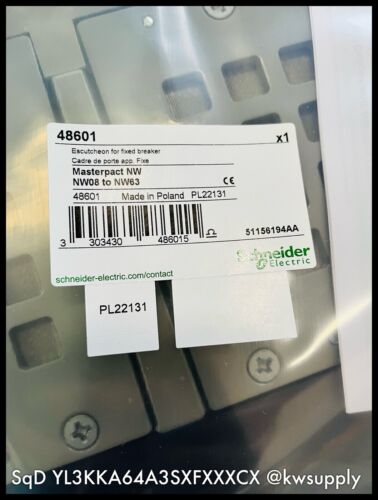 48601 x1
Escutcheon for fixed breaker
Cadre de porte app. Fixe
Masterpact NW
NW08 to NW63 CE
48601 Made in Poland PL22131
3 303430 486015 Ω 51156194AA
Schneider
Electric
schneider-electric.com/contact
PL22131
SqD YL3KKA64A3SXFXXXCX @kwsupply